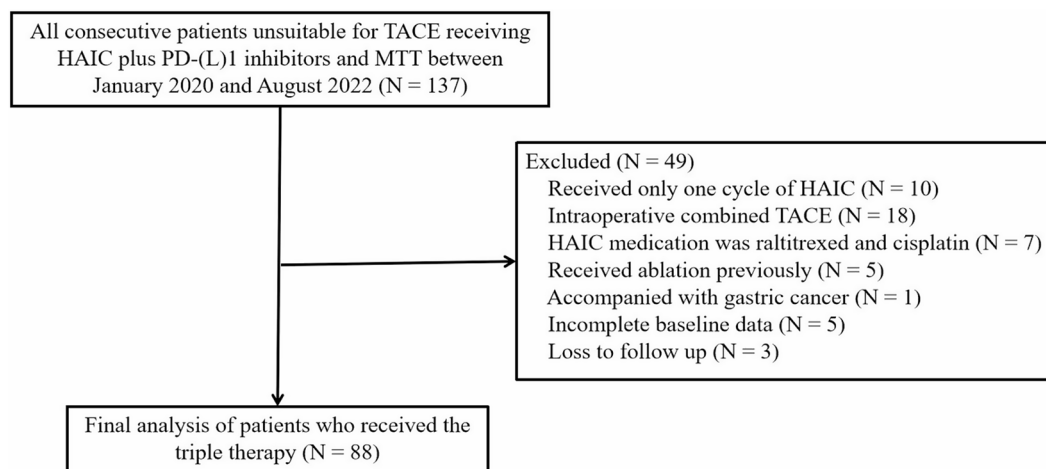 All consecutive patients unsuitable for TACE receiving
HAIC plus PD-(L)1 inhibitors and MTT between
January 2020 and August 2022 (N = 137)
Excluded (N = 49)
Received only one cycle of HAIC (N = 10)
Intraoperative combined TACE (N = 18)
HAIC medication was raltitrexed and cisplatin (N = 7)
Received ablation previously (N = 5)
Accompanied with gastric cancer (N = 1)
Incomplete baseline data (N = 5)
Loss to follow up (N = 3)
Final analysis of patients who received the
triple therapy (N = 88)